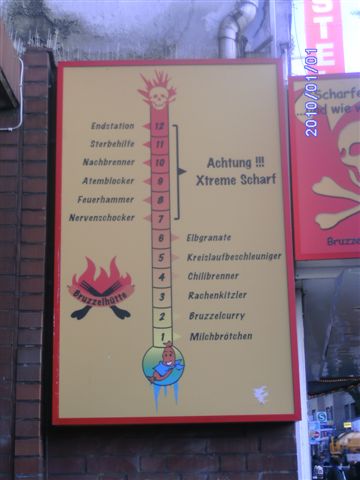 STE
2010/01/01
Scharfe
d wie w
Endstation 12
Sterbehilfe 11
Nachbrenner 10
Atemblocker 9
Feuerhammer 8
Nervenschocker 7
Achtung !!!
Xtreme Scharf
6 Elbgranate
5 Kreislaufbeschleuniger
4 Chilibrenner
3 Rachenkitzler
2 Bruzzelcurry
1 Milchbrötchen
Bruzzelhütte
Bruzze